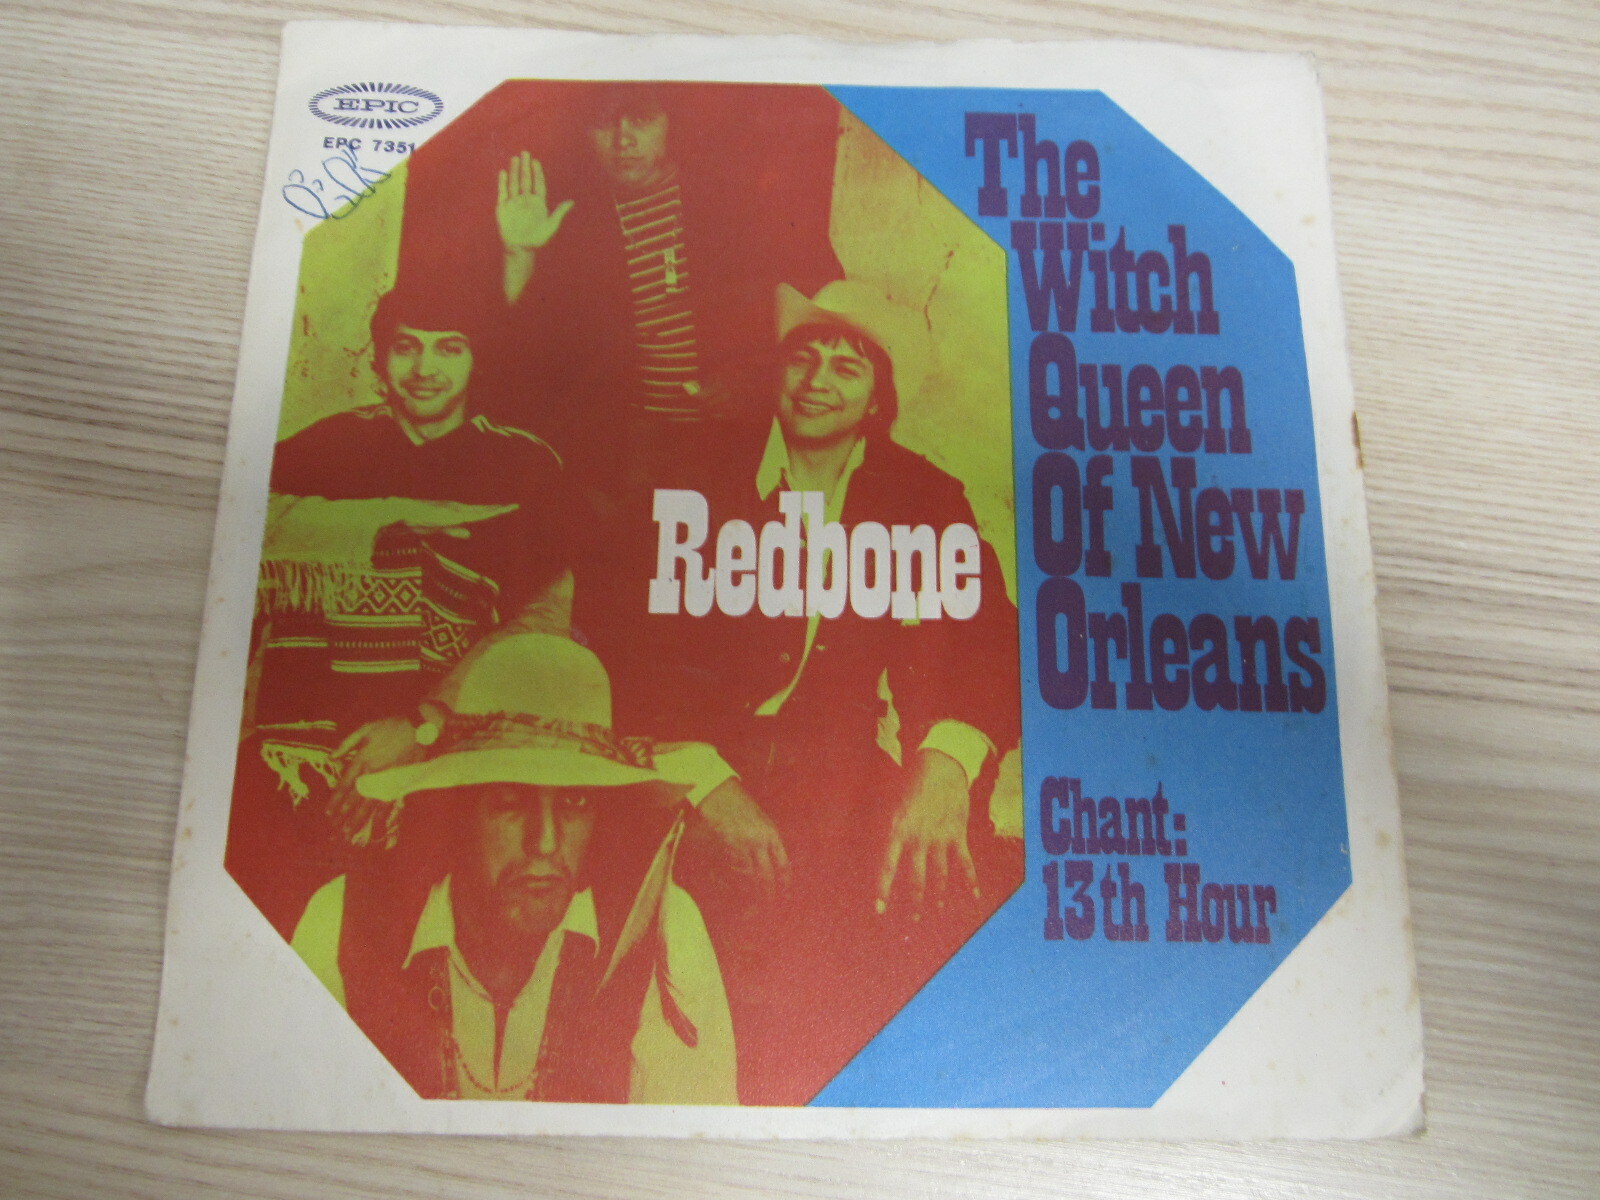 EPIC
EPC 7351
The
Witch
Queen
Of New
Orleans
Redbone
Chant:
13th Hour